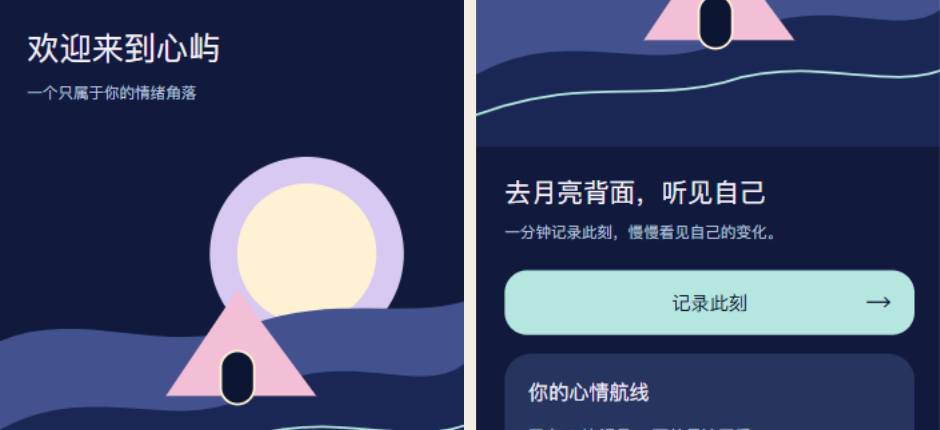 欢迎来到心屿
一个只属于你的情绪角落
去月亮背面，听见自己
一分钟记录此刻，慢慢看见自己的变化。
记录此刻 →
你的心情航线